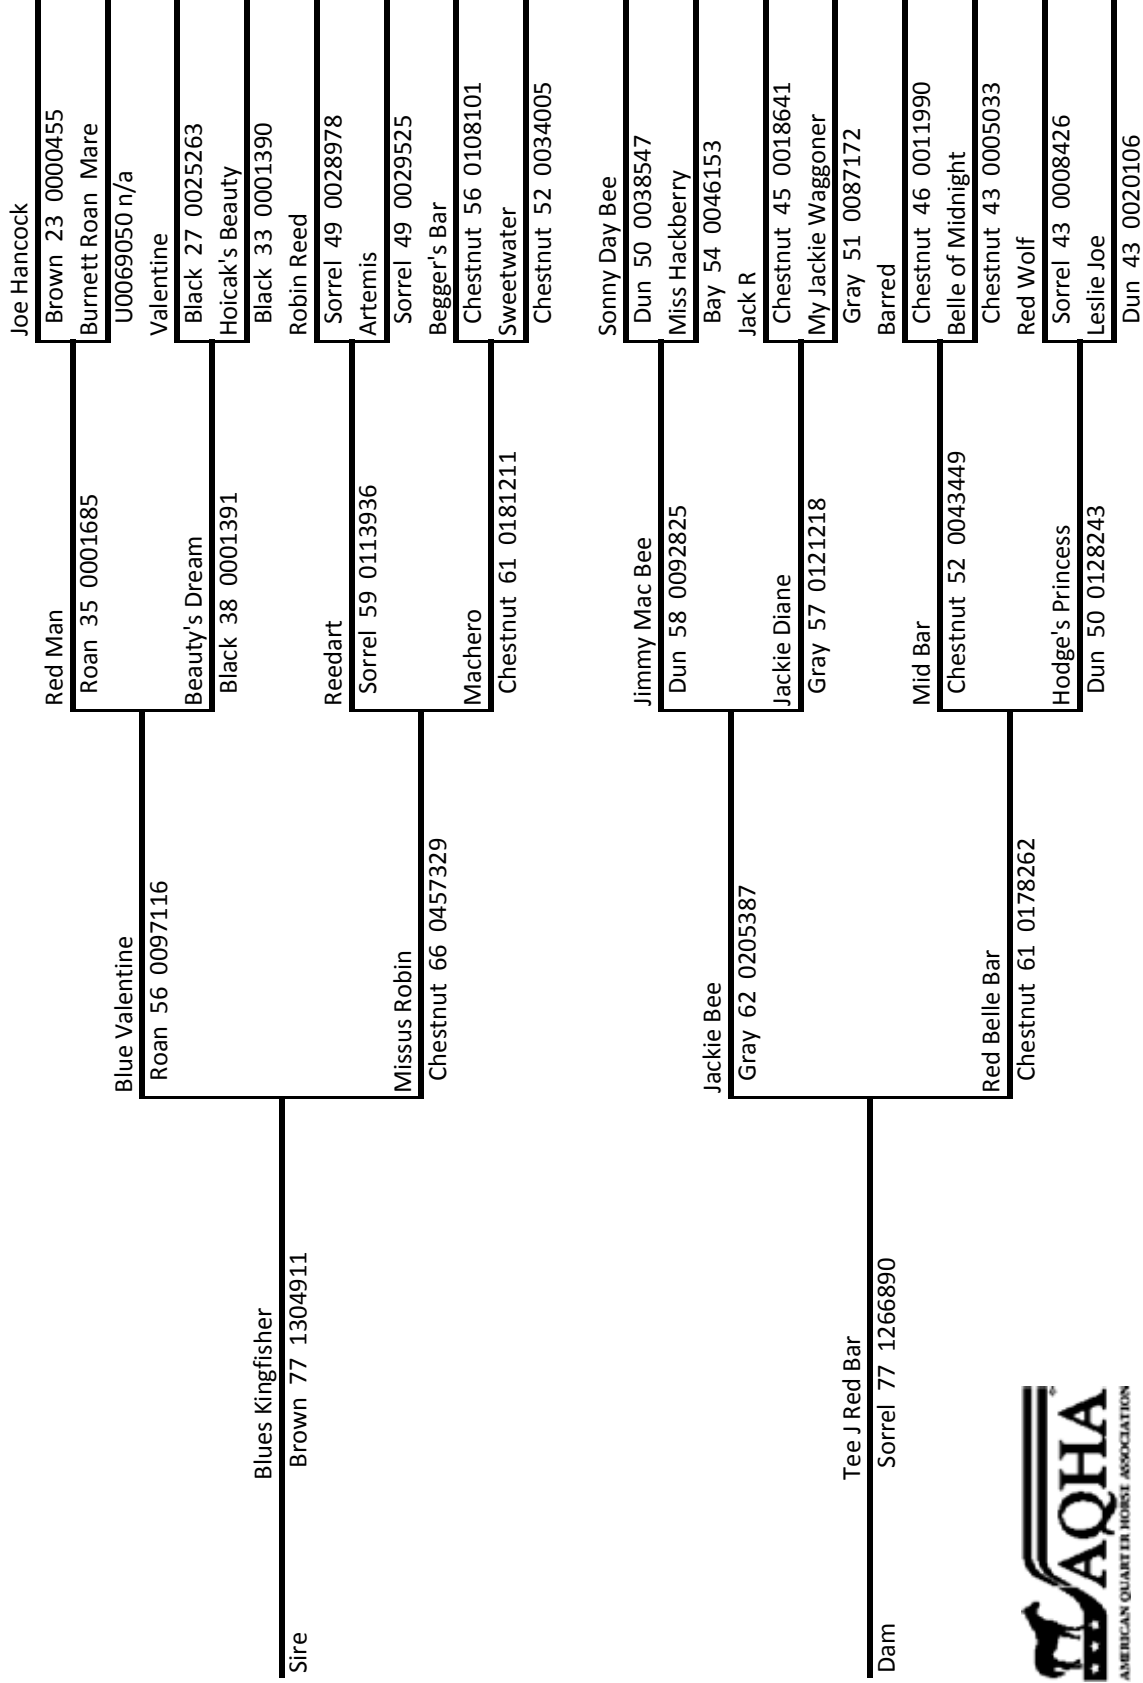 Sire
Blues Kingfisher
Brown 77 1304911
Blue Valentine
Roan 56 0097116
Red Man
Roan 35 0001685
Joe Hancock
Brown 23 0000455
Burnett Roan Mare
U0069050 n/a
Beauty's Dream
Black 38 0001391
Valentine
Black 27 0025263
Hoicak's Beauty
Black 33 0001390
Missus Robin
Chestnut 66 0457329
Reedart
Sorrel 59 0113936
Robin Reed
Sorrel 49 0028978
Artemis
Sorrel 49 0029525
Machero
Chestnut 61 0181211
Begger's Bar
Chestnut 56 0108101
Sweetwater
Chestnut 52 0034005
Dam
Tee J Red Bar
Sorrel 77 1266890
Jackie Bee
Gray 62 0205387
Jimmy Mac Bee
Dun 58 0092825
Sonny Day Bee
Dun 50 0038547
Miss Hackberry
Bay 54 0046153
Jackie Diane
Gray 57 0121218
Jack R
Chestnut 45 0018641
My Jackie Waggoner
Gray 51 0087172
Red Belle Bar
Chestnut 61 0178262
Mid Bar
Chestnut 52 0043449
Barred
Chestnut 46 0011990
Belle of Midnight
Chestnut 43 0005033
Hodge's Princess
Dun 50 0128243
Red Wolf
Sorrel 43 0008426
Leslie Joe
Dun 43 0020106
AQHA
AMERICAN QUARTER HORSE ASSOCIATION